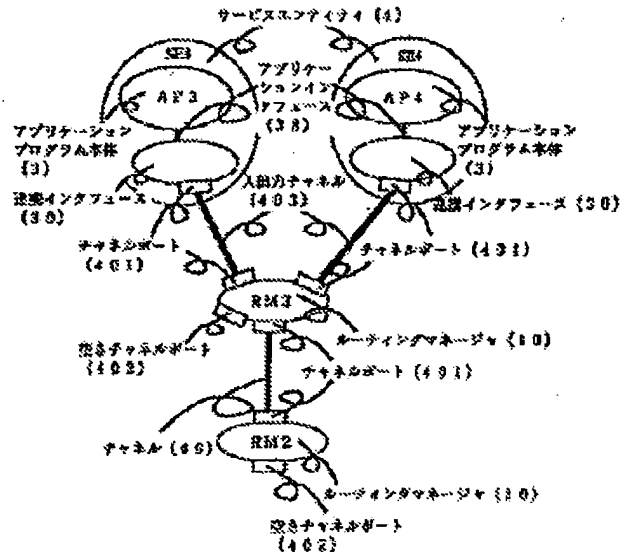 サービスエンティティ (4)
SE3
SE4
アプリケー
ションイン
タフェース
(38)
AP3
AP4
アプリケーション
プログラム本体
(3)
アプリケーション
プログラム本体
(3)
インタフェース
(30)
インタフェース (30)
入出力チャネル
(403)
チャネルポート
(401)
チャネルポート (431)
RM3
空きチャネルポート
(402)
ルーティングマネージャ (10)
チャネルポート (401)
チャネル (60)
RM2
ルーティングマネージャ (10)
空きチャネルポート
(402)